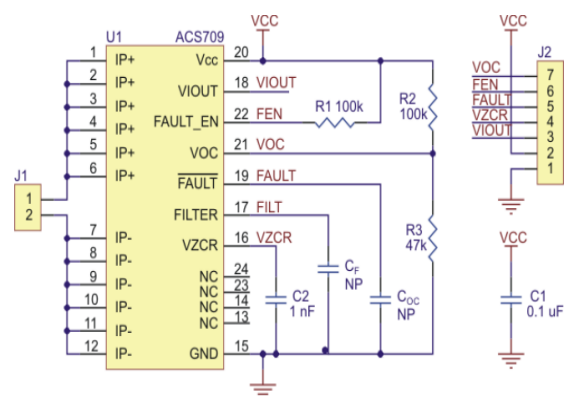 VCC
U1 ACS709
1 IP+ Vcc 20
2 IP+
VIOUT 18 VIOUT
3 IP+
4 IP+ FAULT_EN 22 FEN R1 100k
R2
100k
5 IP+ VOC 21 VOC
6 IP+ FAULT 19 FAULT
J1
1
2
FILTER 17 FILT
7 IP-
VZCR 16 VZCR
8 IP-
R3
47k
9 IP-
NC 24
NC 23
10 IP-
NC 14
11 IP-
NC 13
12 IP- GND 15
C2
1 nF
CF
NP
COC
NP
VCC
J2
VOC 7
FEN 6
FAULT 5
VZCR 4
VIOUT 3
2
1
VCC
C1
0.1 uF